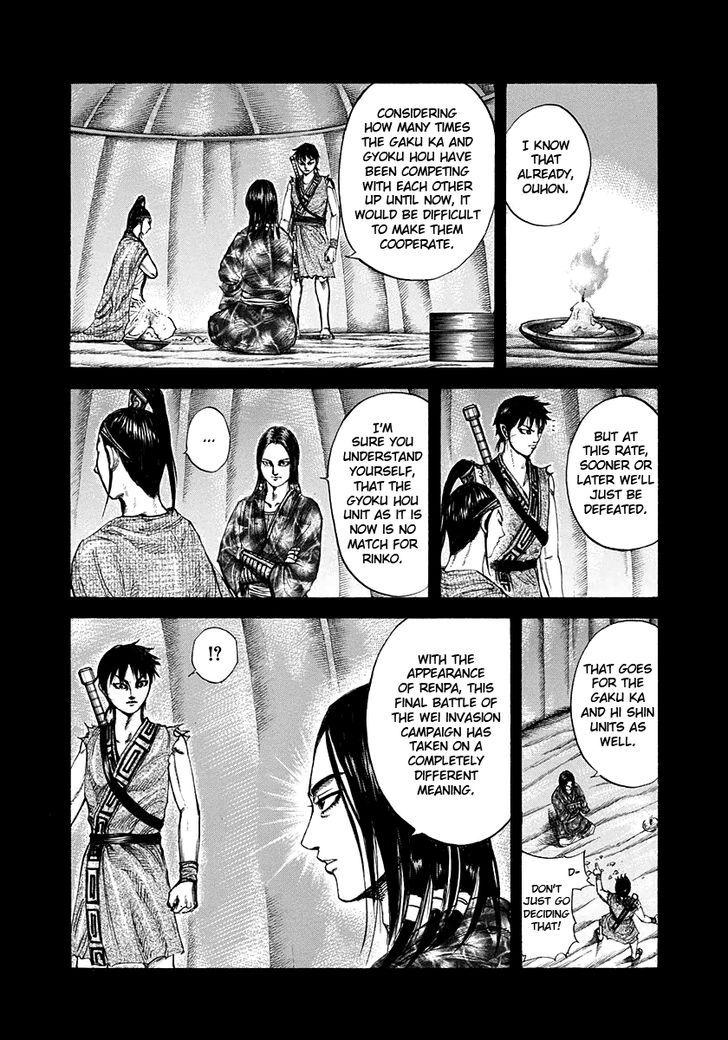 I KNOW
THAT
ALREADY,
OUHON.
CONSIDERING
HOW MANY TIMES
THE GAKU KA AND
GYOKU HOU HAVE
BEEN COMPETING
WITH EACH OTHER
UP UNTIL NOW, IT
WOULD BE DIFFICULT
TO MAKE THEM
COOPERATE.
BUT AT
THIS RATE,
SOONER OR
LATER WE'LL
JUST BE
DEFEATED.
I'M
SURE YOU
UNDERSTAND
YOURSELF,
THAT THE
GYOKU HOU
UNIT AS IT IS
NOW IS NO
MATCH FOR
RINKO.
...
THAT GOES
FOR THE
GAKU KA
AND HI SHIN
UNITS AS
WELL.
D-
DON'T
JUST GO
DECIDING
THAT!
WITH THE
APPEARANCE
OF RENPA, THIS
FINAL BATTLE OF
THE WEI INVASION
CAMPAIGN HAS
TAKEN ON A
COMPLETELY
DIFFERENT
MEANING.
!?